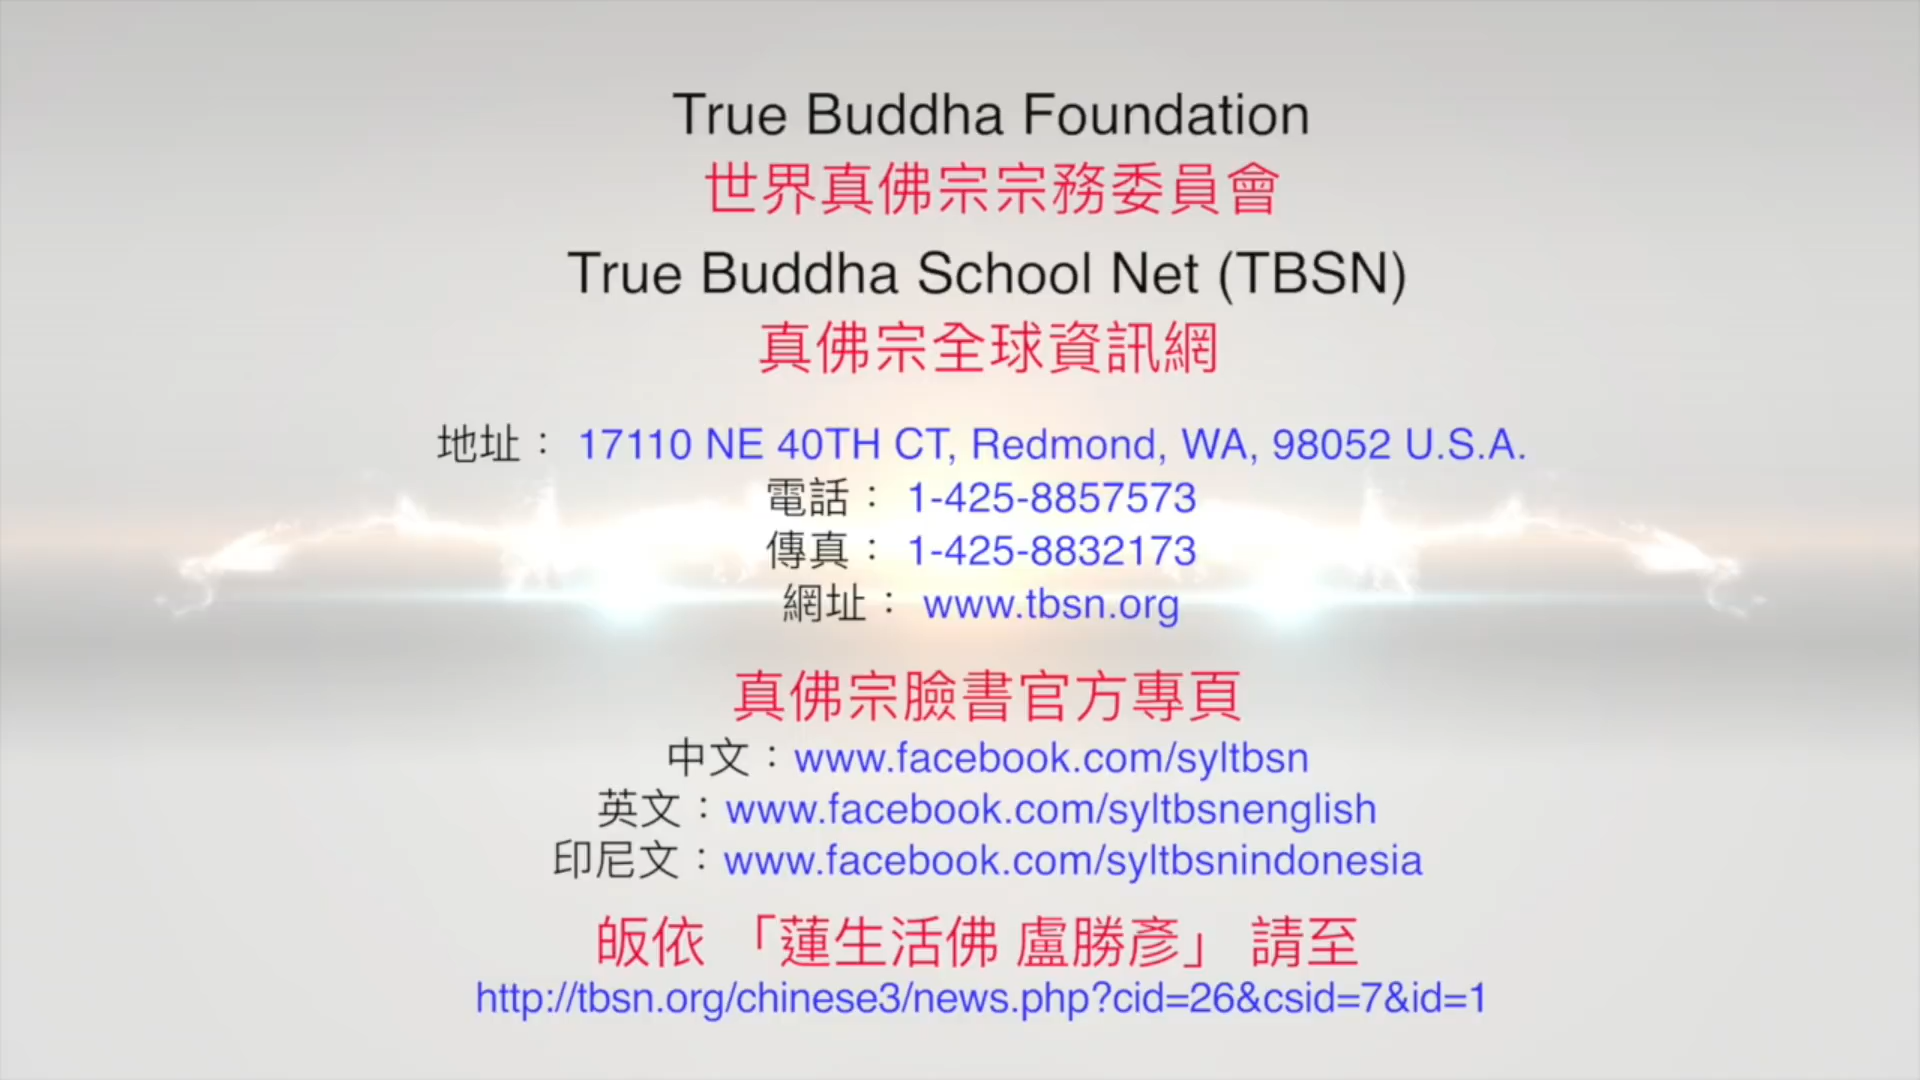 True Buddha Foundation
世界真佛宗宗務委員會
True Buddha School Net (TBSN)
真佛宗全球資訊網
地址： 17110 NE 40TH CT, Redmond, WA, 98052 U.S.A.
電話： 1-425-8857573
傳真： 1-425-8832173
網址： www.tbsn.org
真佛宗臉書官方專頁
中文：www.facebook.com/syltbsn
英文：www.facebook.com/syltbsnenglish
印尼文：www.facebook.com/syltbsnindonesia
皈依 「蓮生活佛 盧勝彥」 請至
http://tbsn.org/chinese3/news.php?cid=26&csid=7&id=1